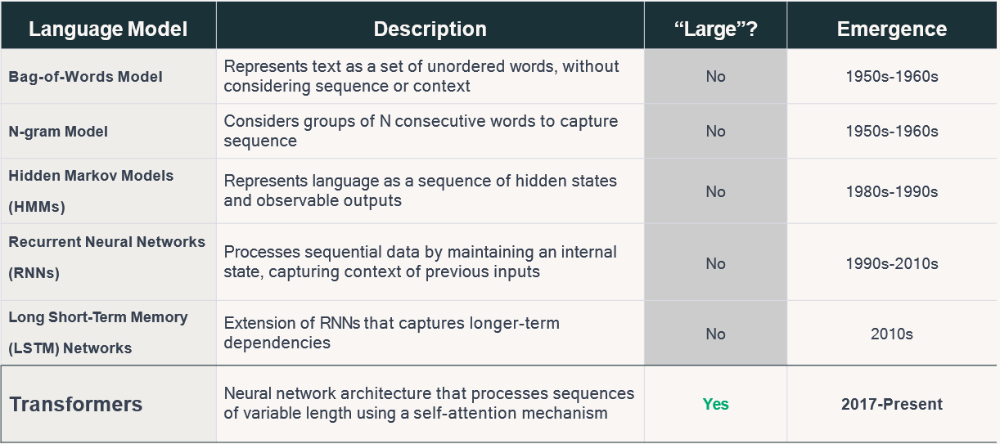 Language Model Description “Large”? Emergence
Bag-of-Words Model
Represents text as a set of unordered words, without
considering sequence or context
No
1950s-1960s
N-gram Model
Considers groups of N consecutive words to capture
sequence
No
1950s-1960s
Hidden Markov Models
(HMMs)
Represents language as a sequence of hidden states
and observable outputs
No
1980s-1990s
Recurrent Neural Networks
(RNNs)
Processes sequential data by maintaining an internal
state, capturing context of previous inputs
No
1990s-2010s
Long Short-Term Memory
(LSTM) Networks
Extension of RNNs that captures longer-term
dependencies
No
2010s
Transformers
Neural network architecture that processes sequences
of variable length using a self-attention mechanism
Yes
2017-Present